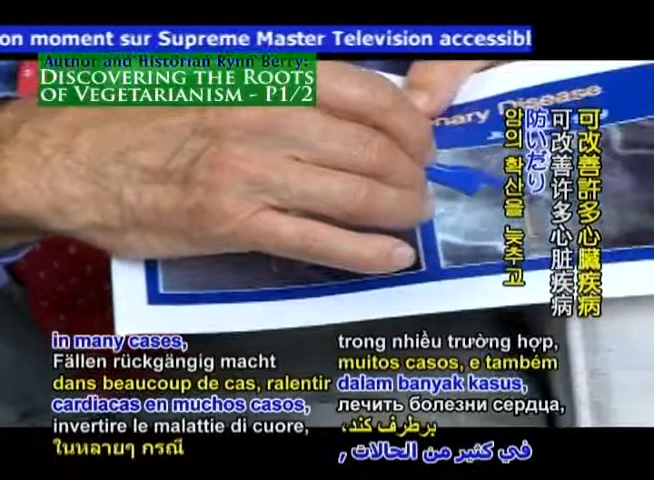 on moment sur Supreme Master Television accessibl
Author and Historian Rynn Berry:
DISCOVERING THE ROOTS
OF VEGETARIANISM - P1/2
nary Disease
可改善許多心臟疾病
可改善许多心脏疾病
防いだり
암의 확산을 늦추고
in many cases,
Fällen rückgängig macht
dans beaucoup de cas, ralentir
cardiacas en muchos casos,
invertire le malattie di cuore,
ในหลายๆ กรณี
trong nhiều trường hợp,
muitos casos, e também
dalam banyak kasus,
лечить болезни сердца,
برطرف کند،
في كثير من الحالات,